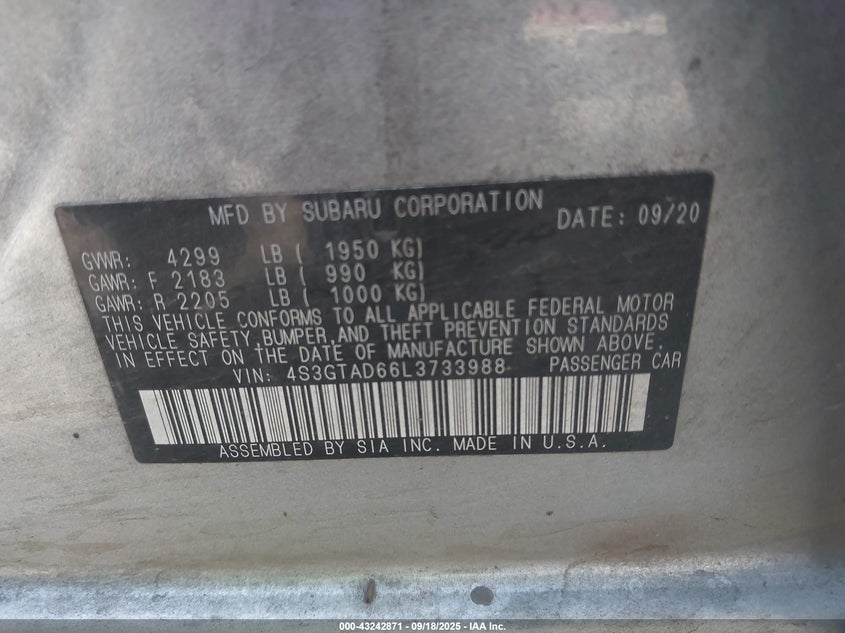 MFD BY SUBARU CORPORATION DATE: 09/20
GVWR: 4299 LB ( 1950 KG)
GAWR: F 2183 LB ( 990 KG)
GAWR: R 2205 LB ( 1000 KG)
THIS VEHICLE CONFORMS TO ALL APPLICABLE FEDERAL MOTOR
VEHICLE SAFETY,BUMPER,AND THEFT PREVENTION STANDARDS
IN EFFECT ON THE DATE OF MANUFACTURE SHOWN ABOVE.
VIN: 4S3GTAD66L3733988 PASSENGER CAR
ASSEMBLED BY SIA INC. MADE IN U.S.A.
000-43242871 - 09/18/2025 - IAA Inc.